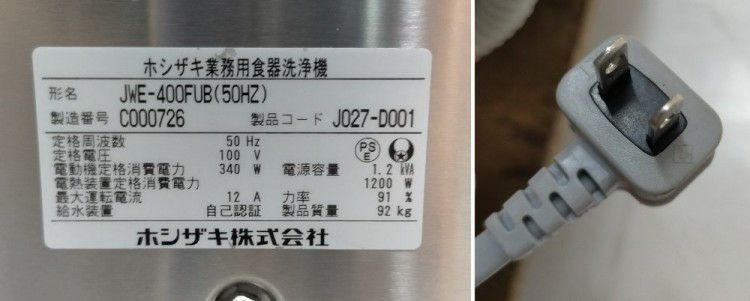 ホシザキ業務用食器洗浄機
形名 JWE-400FUB(50HZ)
製造番号 C000726 製品コード J027-D001
定格周波数 50 Hz
定格電圧 100 V
電動機定格消費電力 340 W 電源容量 1.2 kVA
電熱装置定格消費電力 1200 W
最大運転電流 12 A 力率 91 %
給水装置 自己認証 製品質量 92 kg
PSE
ホシザキ株式会社